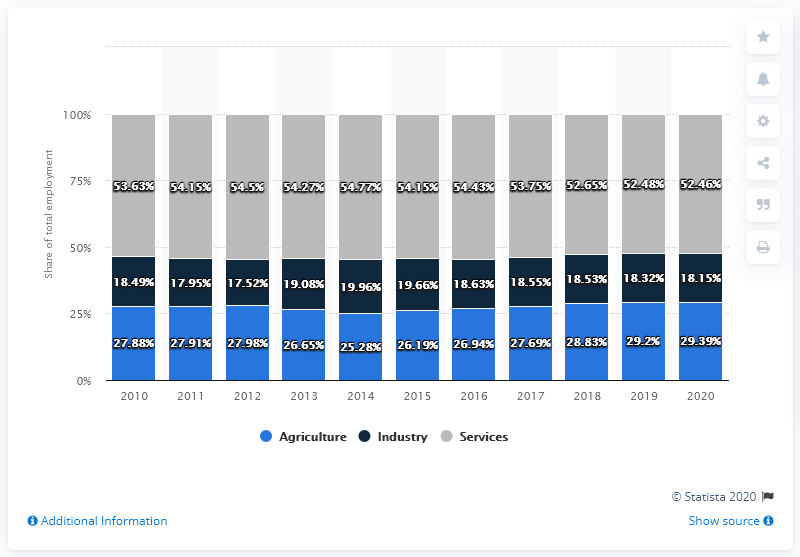 Share of total employment
100%
75%
50%
25%
0%
53.63% 54.15% 54.5% 54.27% 54.77% 54.15% 54.43% 53.75% 52.65% 52.48% 52.46%
18.49% 17.95% 17.52% 19.08% 19.96% 19.66% 18.63% 18.55% 18.53% 18.32% 18.15%
27.88% 27.91% 27.98% 26.65% 25.28% 26.19% 26.94% 27.69% 28.83% 29.2% 29.39%
2010 2011 2012 2013 2014 2015 2016 2017 2018 2019 2020
Agriculture Industry Services
© Statista 2020
Additional Information Show source